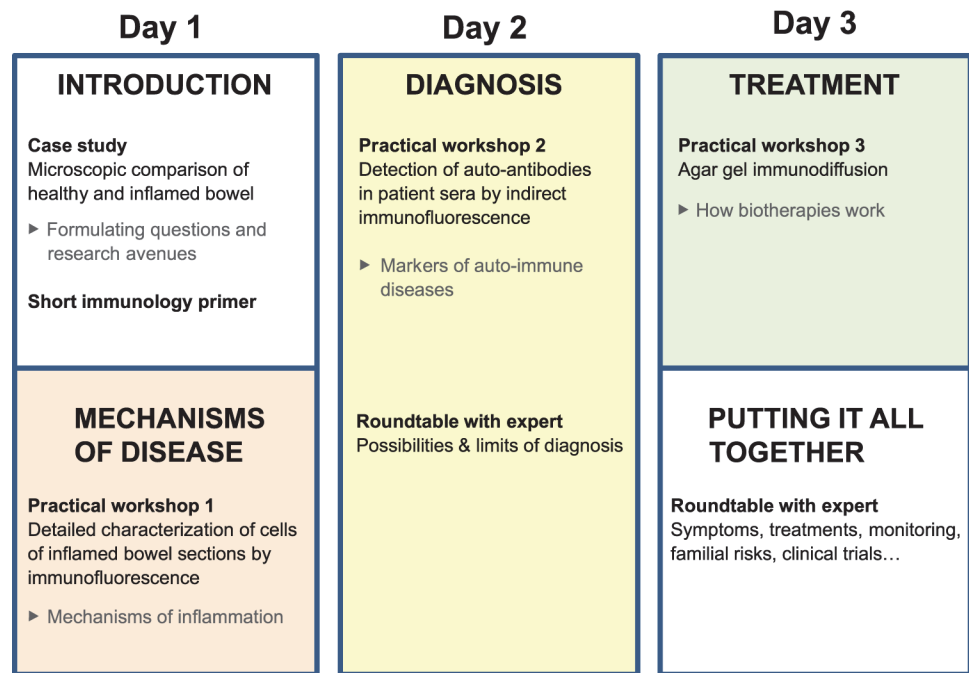 Day 1
INTRODUCTION
Case study
Microscopic comparison of
healthy and inflamed bowel
▶ Formulating questions and
research avenues
Short immunology primer
MECHANISMS
OF DISEASE
Practical workshop 1
Detailed characterization of cells
of inflamed bowel sections by
immunofluorescence
▶ Mechanisms of inflammation
Day 2
DIAGNOSIS
Practical workshop 2
Detection of auto-antibodies
in patient sera by indirect
immunofluorescence
▶ Markers of auto-immune
diseases
Roundtable with expert
Possibilities & limits of diagnosis
Day 3
TREATMENT
Practical workshop 3
Agar gel immunodiffusion
▶ How biotherapies work
PUTTING IT ALL
TOGETHER
Roundtable with expert
Symptoms, treatments, monitoring,
familial risks, clinical trials…